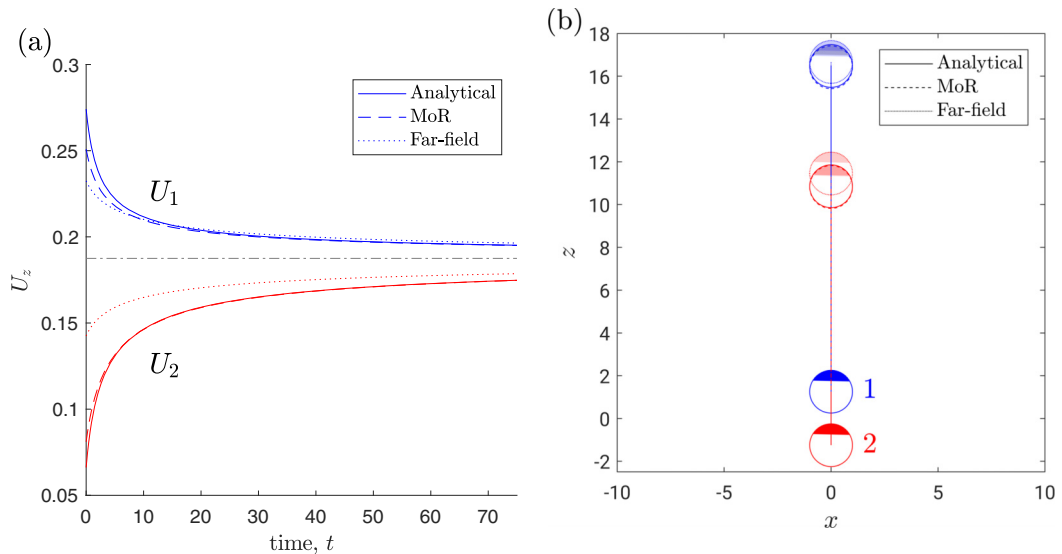 (a)
0.3
0.25
0.2
0.15
0.1
0.05
U_z
0 10 20 30 40 50 60 70
time, t
Analytical
MoR
Far-field
U_1
U_2
(b)
18
16
14
12
10
8
6
4
2
0
-2
z
-10 -5 0 5 10
x
Analytical
MoR
Far-field
1
2